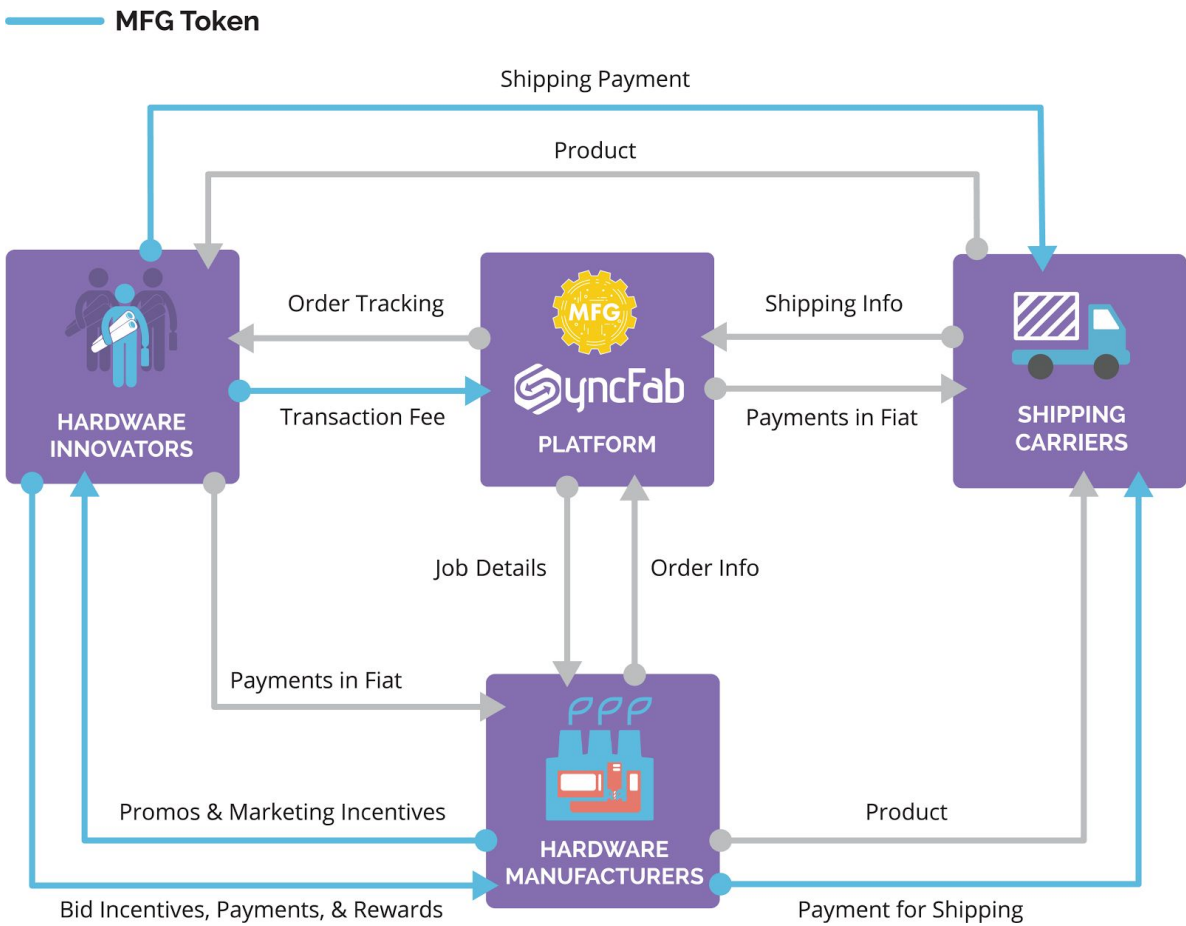 MFG Token
Shipping Payment
Product
Order Tracking
MFG
Shipping Info
SyncFab
Transaction Fee
Payments in Fiat
HARDWARE
INNOVATORS
PLATFORM
SHIPPING
CARRIERS
Job Details
Order Info
Payments in Fiat
Promos & Marketing Incentives
Product
HARDWARE
MANUFACTURERS
Bid Incentives, Payments, & Rewards
Payment for Shipping